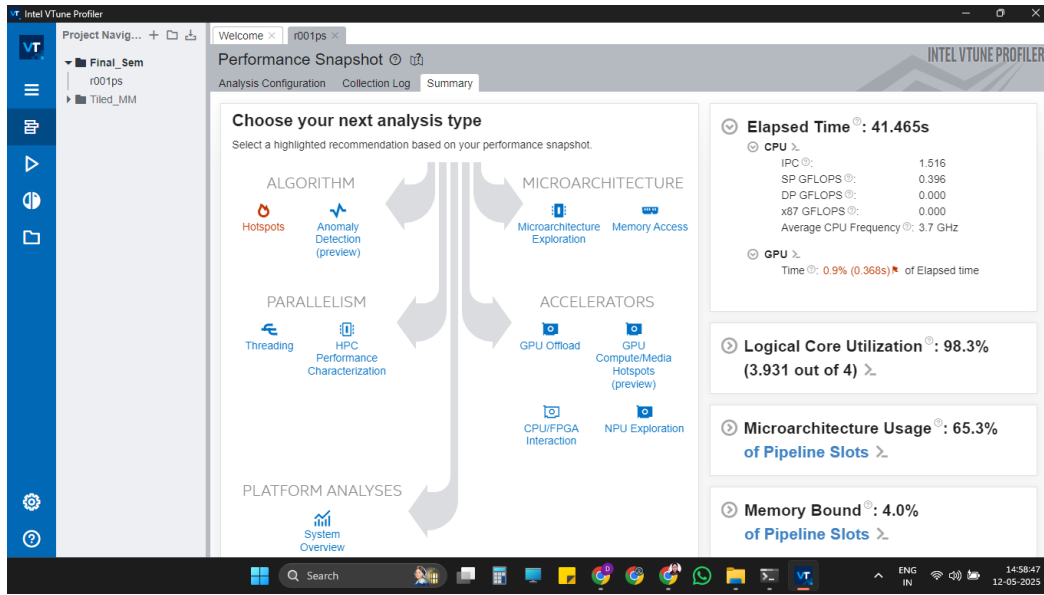 Intel VTune Profiler
VT
Project Navig...
Final_Sem
r001ps
Tiled_MM
Welcome
r001ps
Performance Snapshot
INTEL VTUNE PROFILER
Analysis Configuration Collection Log Summary
Choose your next analysis type
Select a highlighted recommendation based on your performance snapshot.
ALGORITHM
Hotspots
Anomaly
Detection
(preview)
MICROARCHITECTURE
Microarchitecture
Exploration
Memory Access
PARALLELISM
Threading
HPC
Performance
Characterization
ACCELERATORS
GPU Offload
GPU
Compute/Media
Hotspots
(preview)
CPU/FPGA
Interaction
NPU Exploration
PLATFORM ANALYSES
System
Overview
Elapsed Time: 41.465s
CPU
IPC: 1.516
SP GFLOPS: 0.396
DP GFLOPS: 0.000
x87 GFLOPS: 0.000
Average CPU Frequency: 3.7 GHz
GPU
Time: 0.9% (0.368s) of Elapsed time
Logical Core Utilization: 98.3%
(3.931 out of 4)
Microarchitecture Usage: 65.3%
of Pipeline Slots
Memory Bound: 4.0%
of Pipeline Slots
Search
VT
ENG
IN
14:58:47
12-05-2025